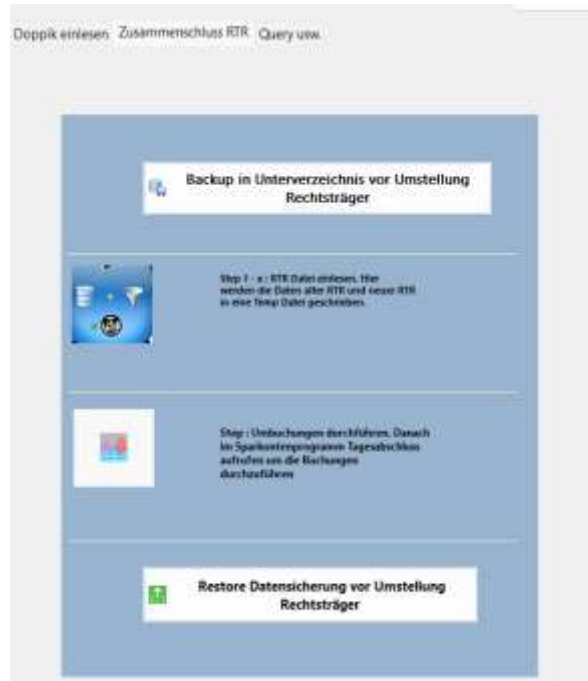 Doppik einlesen Zusammenschluss RTR Query usw.
Backup in Unterverzeichnis vor Umstellung
Rechtsträger
Step 1 - x : RTR Datei einlesen. Hier
werden die Daten alter RTR und neuer RTR
in eine Temp Datei geschrieben.
Step : Umbuchungen durchführen. Danach
im Sparkontenprogramm Tagesabschluss
aufrufen um die Buchungen
durchzuführen
Restore Datensicherung vor Umstellung
Rechtsträger